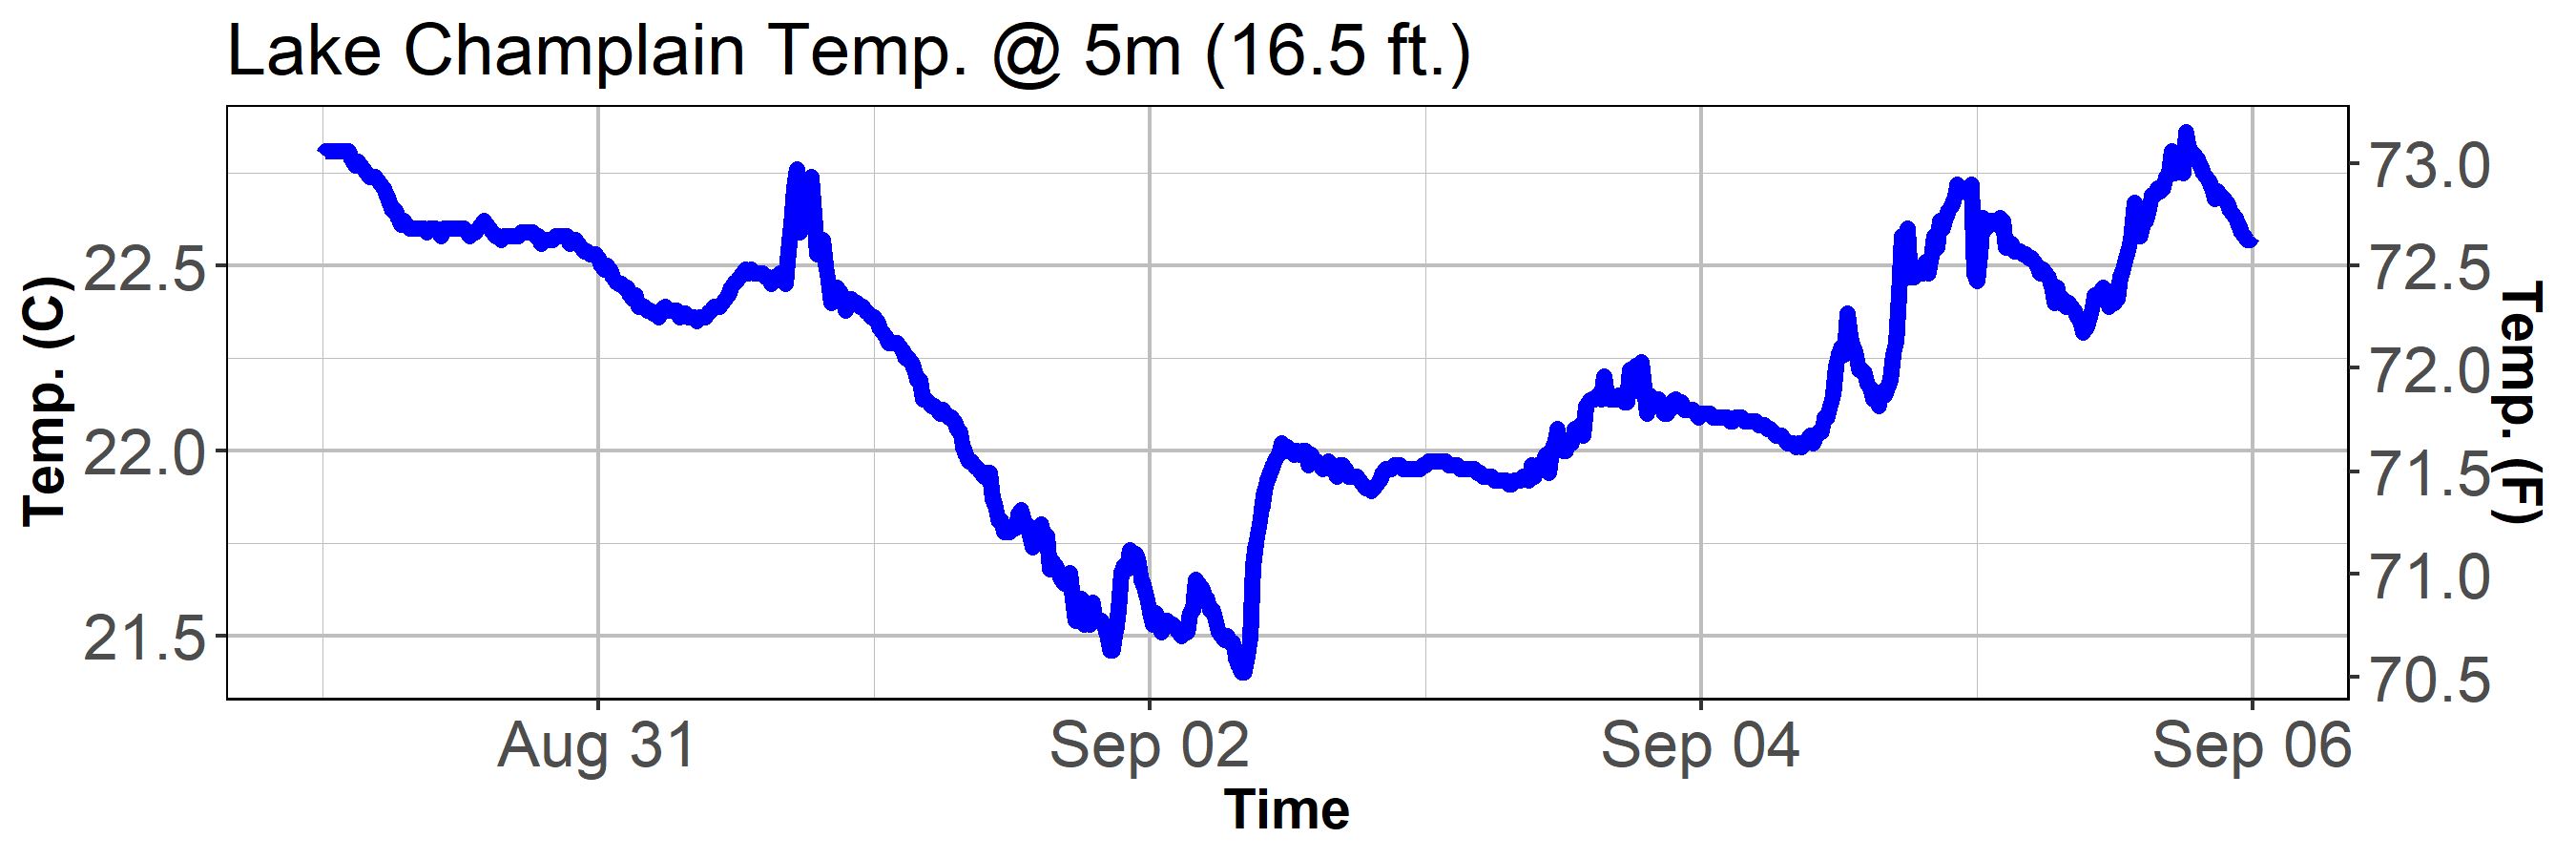 Lake Champlain Temp. @ 5m (16.5 ft.)
Temp. (C)
22.5
22.0
21.5
73.0
72.5
72.0
71.5
71.0
70.5
Temp. (F)
Aug 31
Sep 02
Sep 04
Sep 06
Time